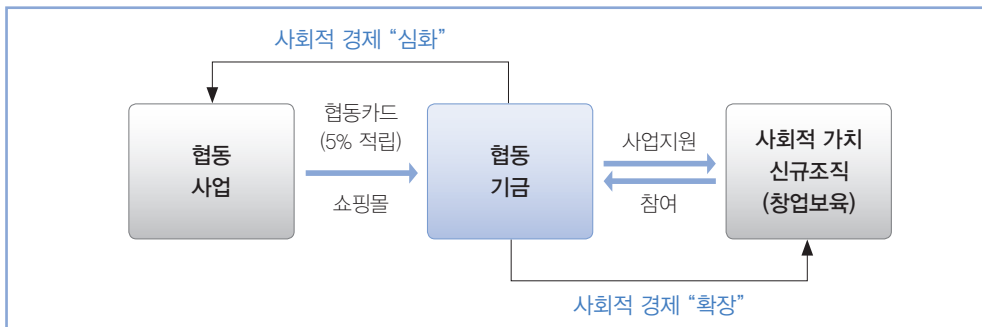 사회적 경제 “심화”
협동
사업
협동카드
(5% 적립)
쇼핑몰
협동
기금
사업지원
참여
사회적 가치
신규조직
(창업보육)
사회적 경제 “확장”